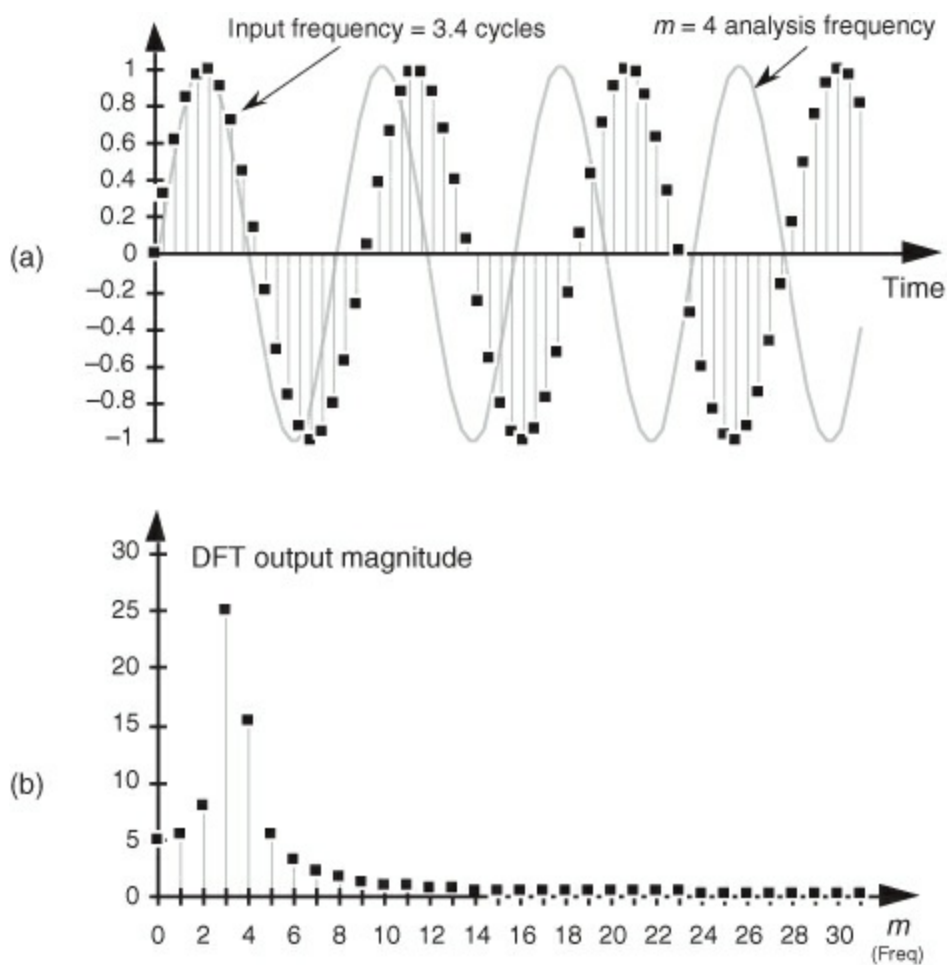 Input frequency = 3.4 cycles
m = 4 analysis frequency
1
0.8
0.6
0.4
0.2
0
−0.2
−0.4
−0.6
−0.8
−1
(a)
Time
DFT output magnitude
30
25
20
15
10
5
0
(b)
0 2 4 6 8 10 12 14 16 18 20 22 24 26 28 30 m
(Freq)